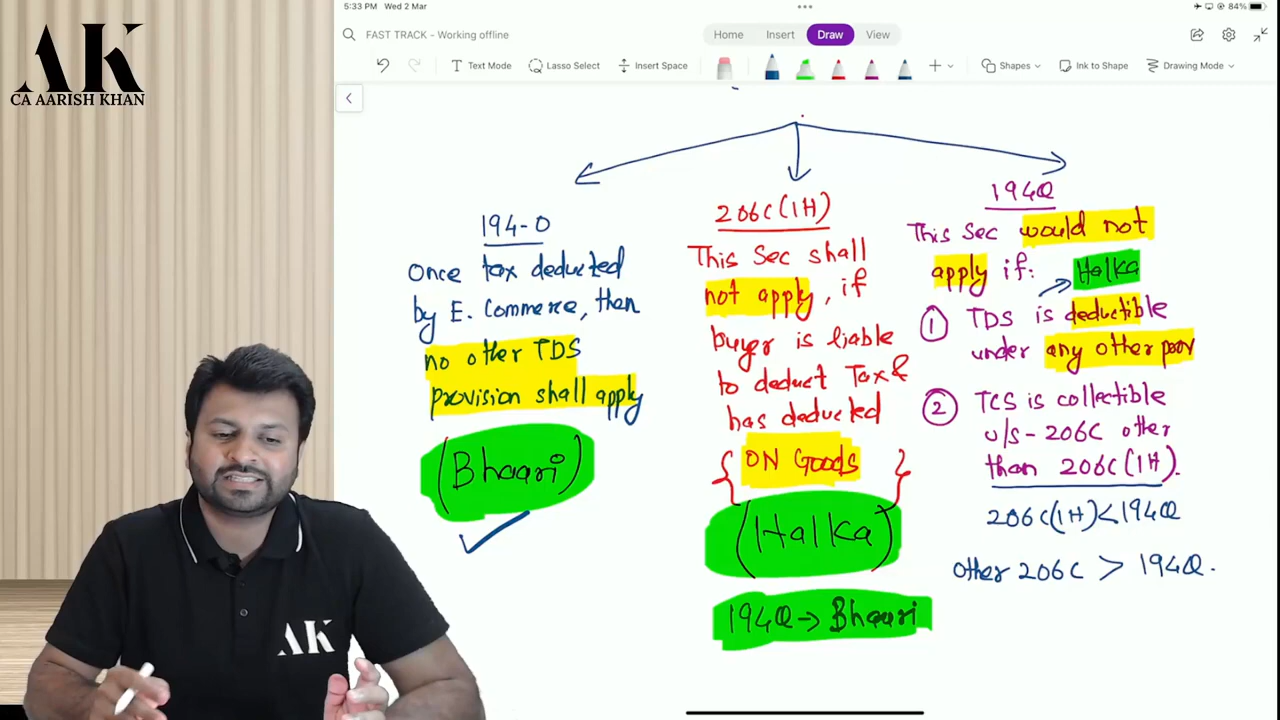 5:33 PM Wed 2 Mar
84%
AK
CA AARISH KHAN
FAST TRACK - Working offline
Home Insert Draw View
Text Mode Lasso Select Insert Space Shapes Ink to Shape Drawing Mode
194-O
Once tax deducted
by E. Commerce, then
no other TDS
provision shall apply
(Bhaari)
206C(1H)
This Sec shall
not apply, if
buyer is liable
to deduct Tax &
has deducted
{ ON Goods }
(Halka)
194Q → Bhaari
194Q
This Sec would not
apply if: Halka
① TDS is deductible
under any other prov
② TCS is collectible
u/s - 206C other
than 206C(1H).
206C(1H) < 194Q
Other 206C > 194Q.
AK